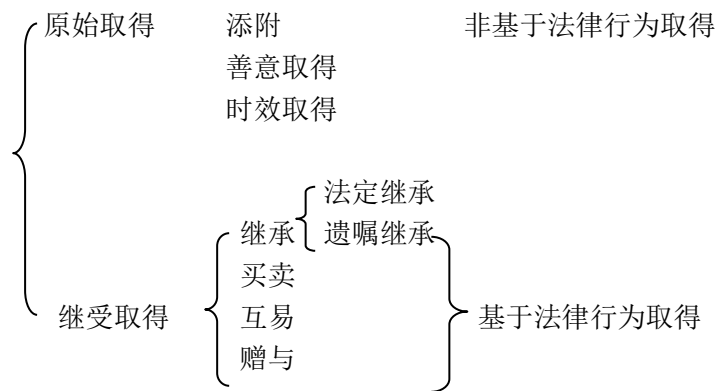 原始取得 添附 非基于法律行为取得
善意取得
时效取得
法定继承
继承 遗嘱继承
买卖
继受取得 互易 基于法律行为取得
赠与